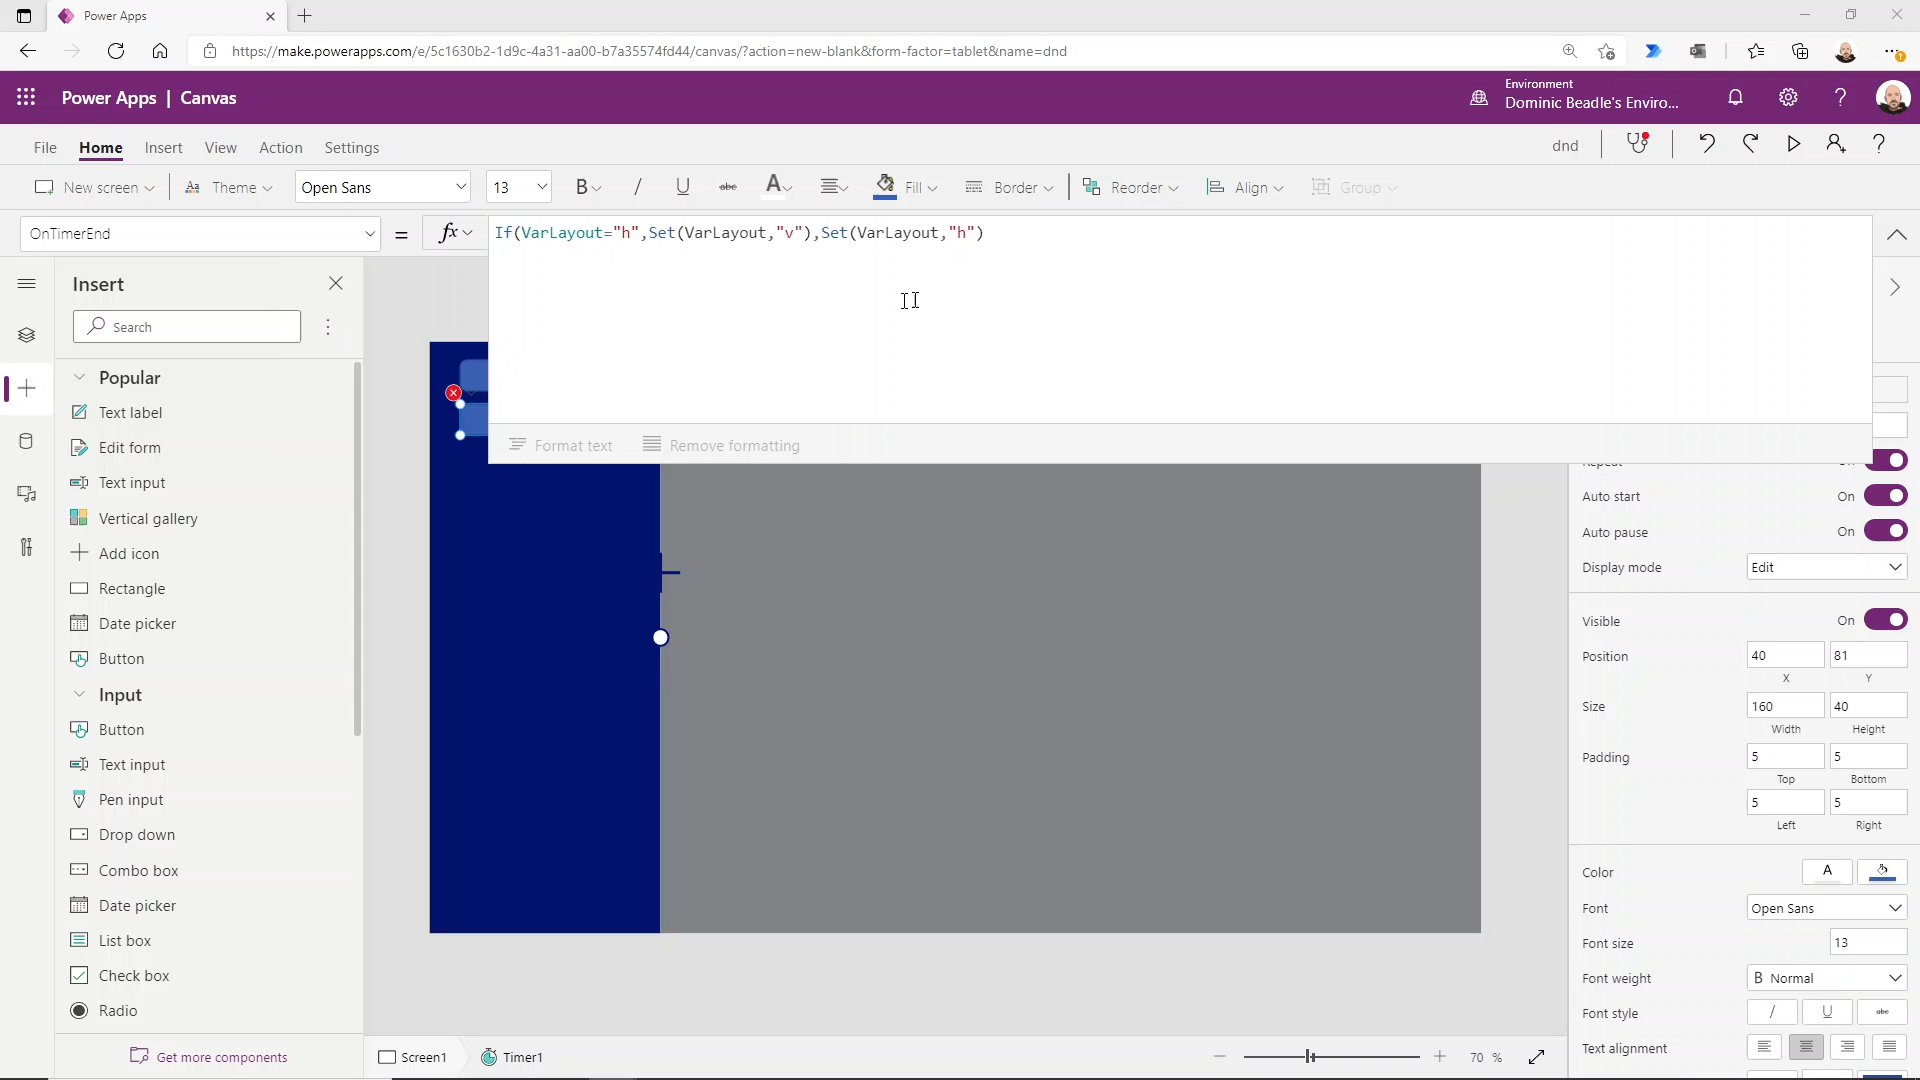 Power Apps
https://make.powerapps.com/e/5c1630b2-1d9c-4a31-aa00-b7a35574fd44/canvas/?action=new-blank&form-factor=tablet&name=dnd
Power Apps | Canvas
Environment
Dominic Beadle's Enviro...
File Home Insert View Action Settings
dnd
New screen Theme Open Sans 13 B / U abc A Fill Border Reorder Align Group
OnTimerEnd = fx If(VarLayout="h",Set(VarLayout,"v"),Set(VarLayout,"h")
Format text Remove formatting
Insert
Search
Popular
Text label
Edit form
Text input
Vertical gallery
Add icon
Rectangle
Date picker
Button
Input
Button
Text input
Pen input
Drop down
Combo box
Date picker
List box
Check box
Radio
Get more components
Auto start On
Auto pause On
Display mode Edit
Visible On
Position 40 81
X Y
Size 160 40
Width Height
Padding 5 5
Top Bottom
5 5
Left Right
Color A
Font Open Sans
Font size 13
Font weight B Normal
Font style / U abc
Text alignment
Screen1 Timer1
70 %